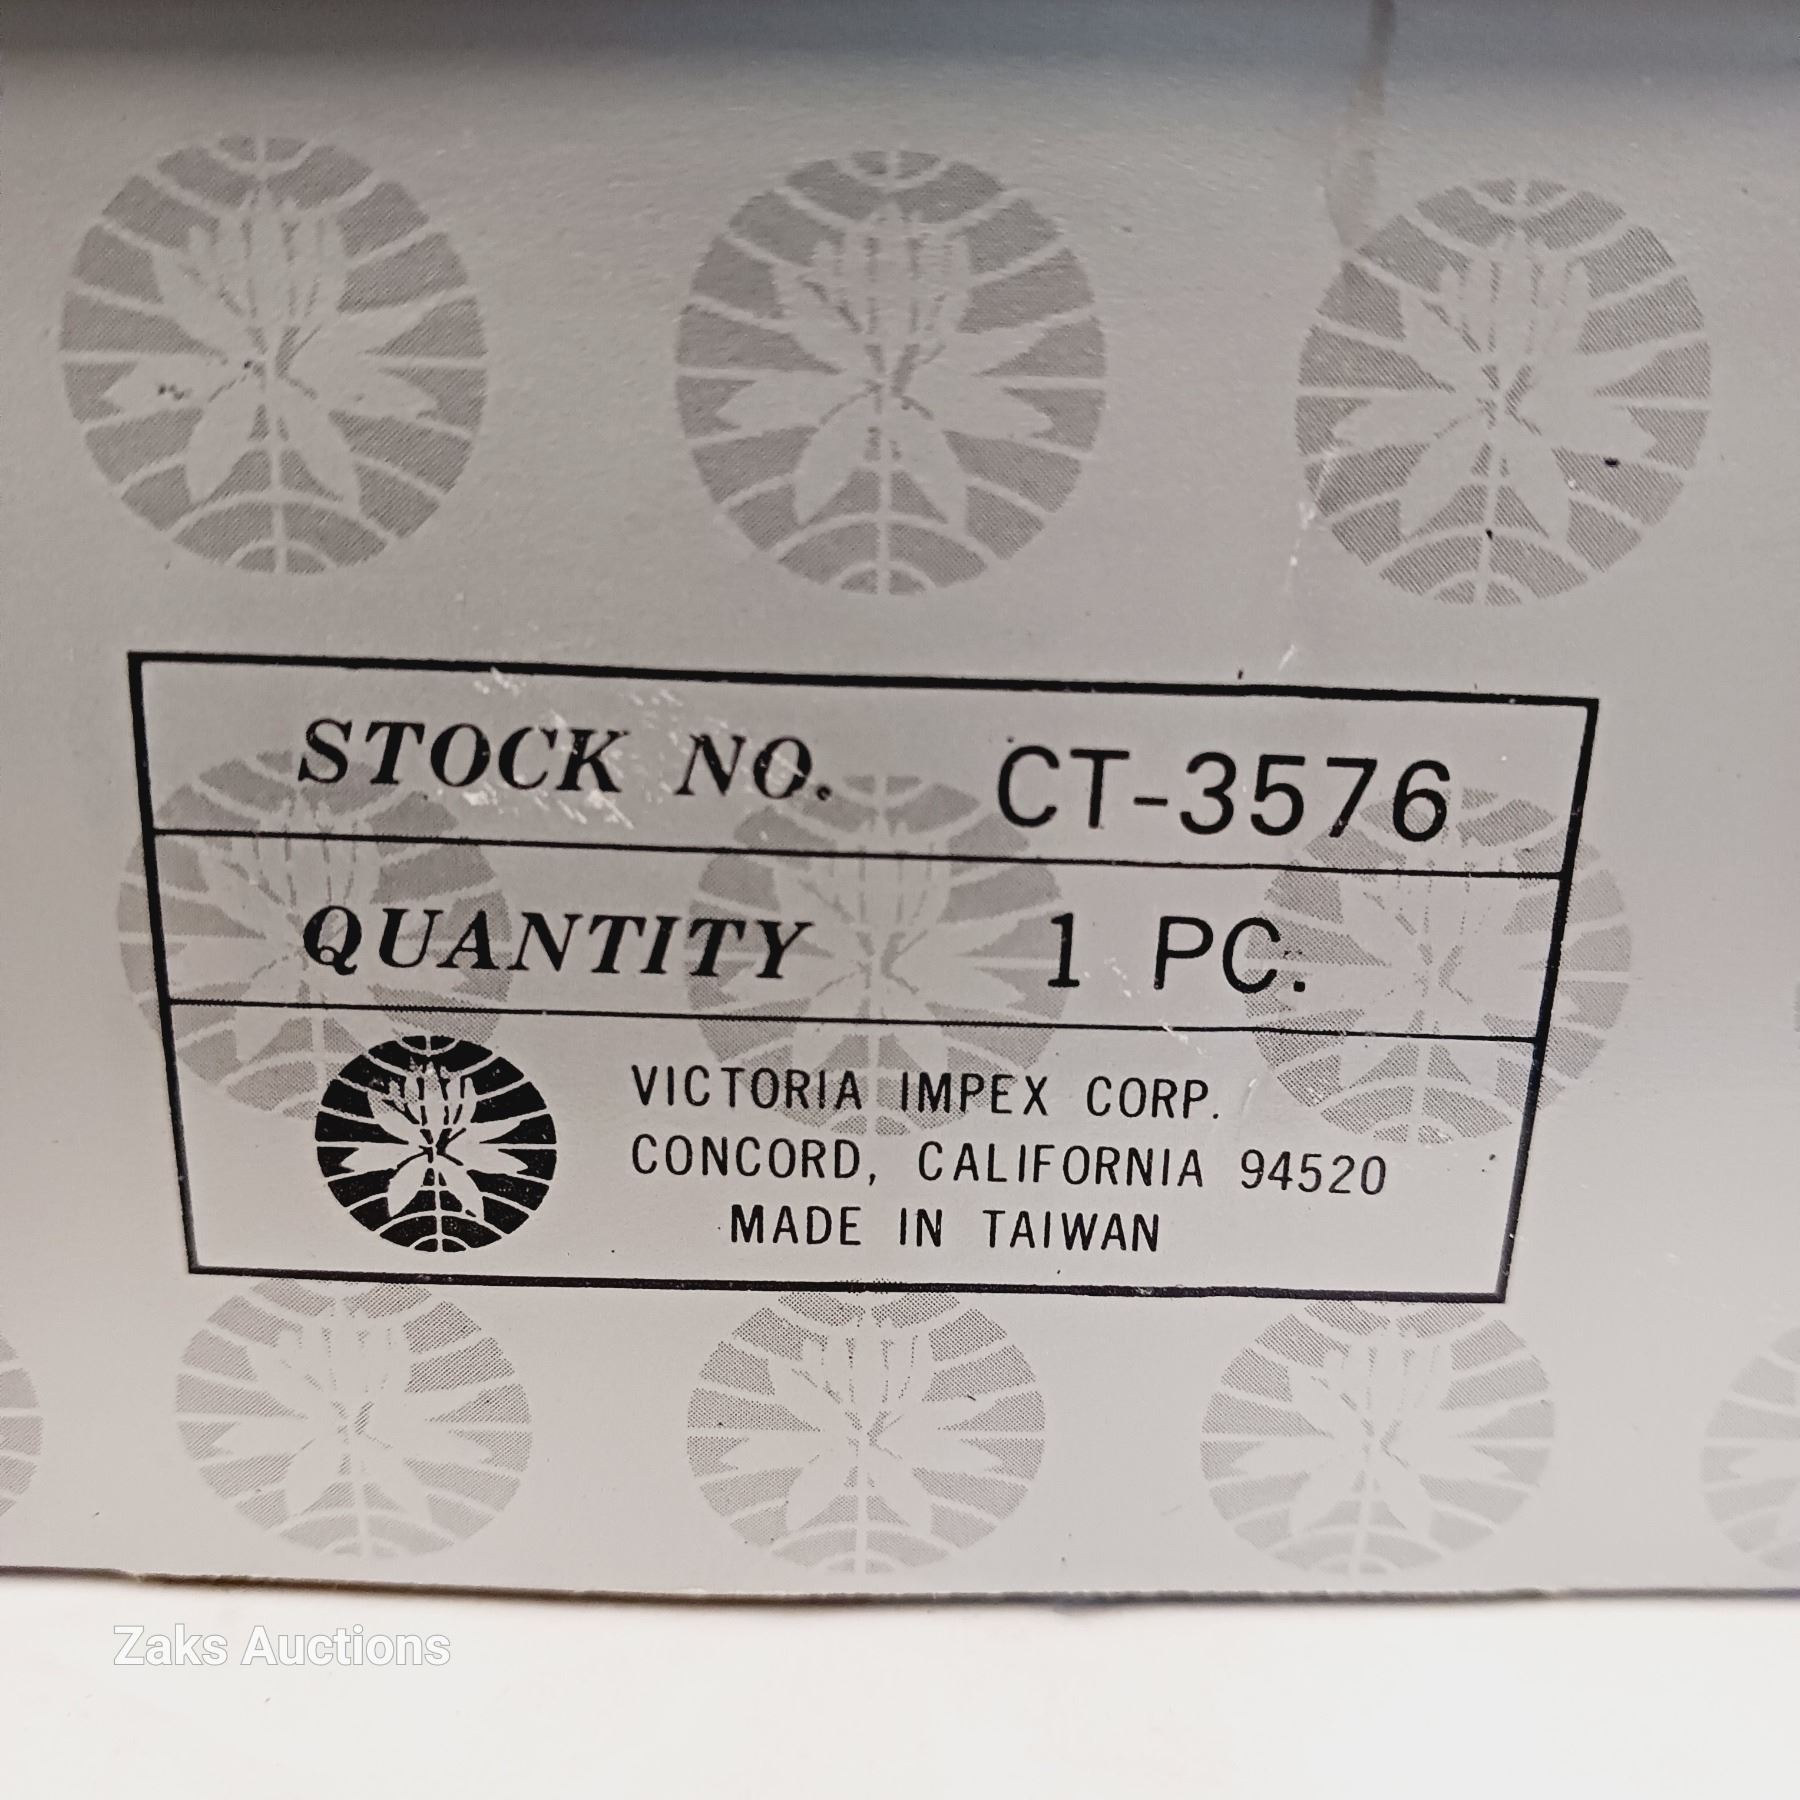 STOCK NO. CT-3576
QUANTITY 1 PC.
VICTORIA IMPEX CORP.
CONCORD, CALIFORNIA 94520
MADE IN TAIWAN
Zaks Auctions